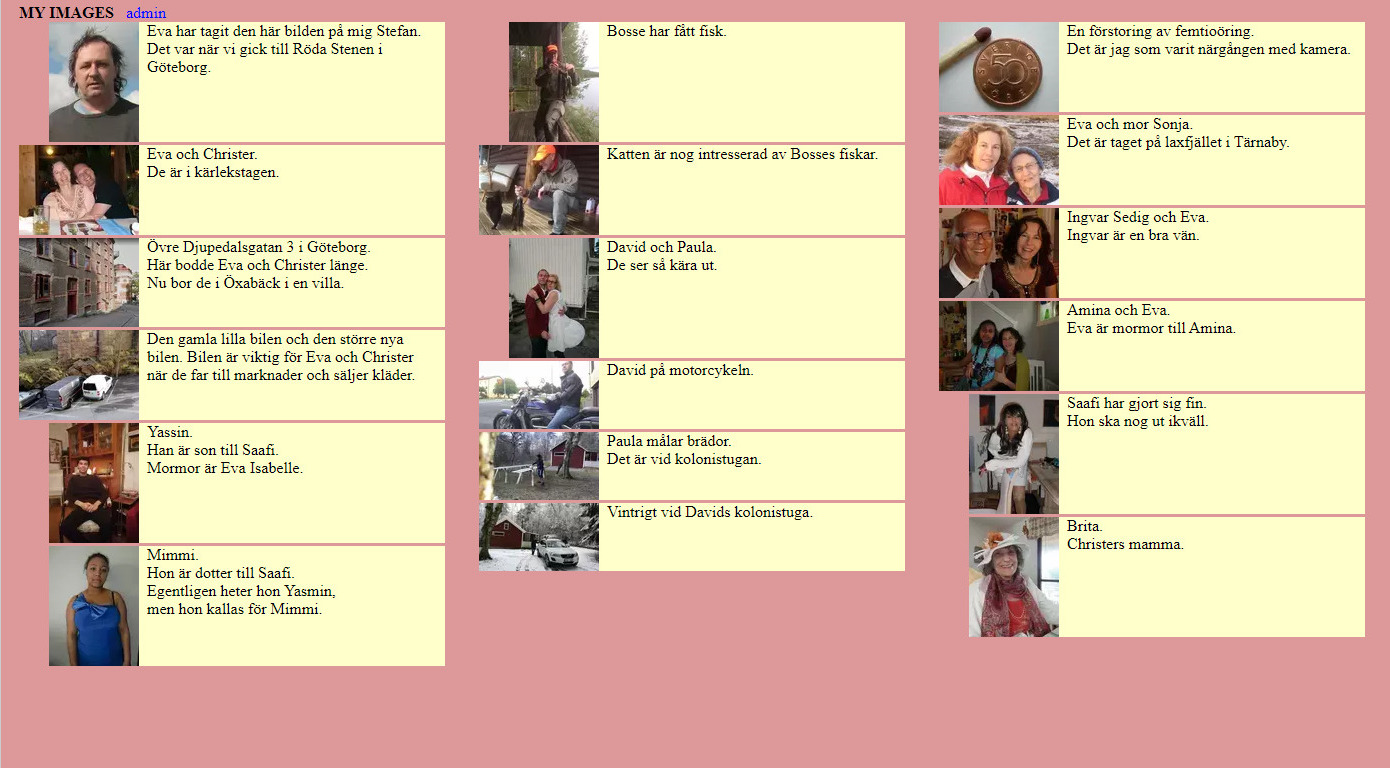 MY IMAGES admin
Eva har tagit den här bilden på mig Stefan.
Det var när vi gick till Röda Stenen i
Göteborg.
Eva och Christer.
De är i kärlekstagen.
Övre Djupedalsgatan 3 i Göteborg.
Här bodde Eva och Christer länge.
Nu bor de i Öxabäck i en villa.
Den gamla lilla bilen och den större nya
bilen. Bilen är viktig för Eva och Christer
när de far till marknader och säljer kläder.
Yassin.
Han är son till Saafi.
Mormor är Eva Isabelle.
Mimmi.
Hon är dotter till Saafi.
Egentligen heter hon Yasmin,
men hon kallas för Mimmi.
Bosse har fått fisk.
Katten är nog intresserad av Bosses fiskar.
David och Paula.
De ser så kära ut.
David på motorcykeln.
Paula målar brädor.
Det är vid kolonistugan.
Vintrigt vid Davids kolonistuga.
SVERIGE
50
ÖRE
En förstoring av femtioöring.
Det är jag som varit närgången med kamera.
Eva och mor Sonja.
Det är taget på laxfjället i Tärnaby.
Ingvar Sedig och Eva.
Ingvar är en bra vän.
Amina och Eva.
Eva är mormor till Amina.
Saafi har gjort sig fin.
Hon ska nog ut ikväll.
Brita.
Christers mamma.